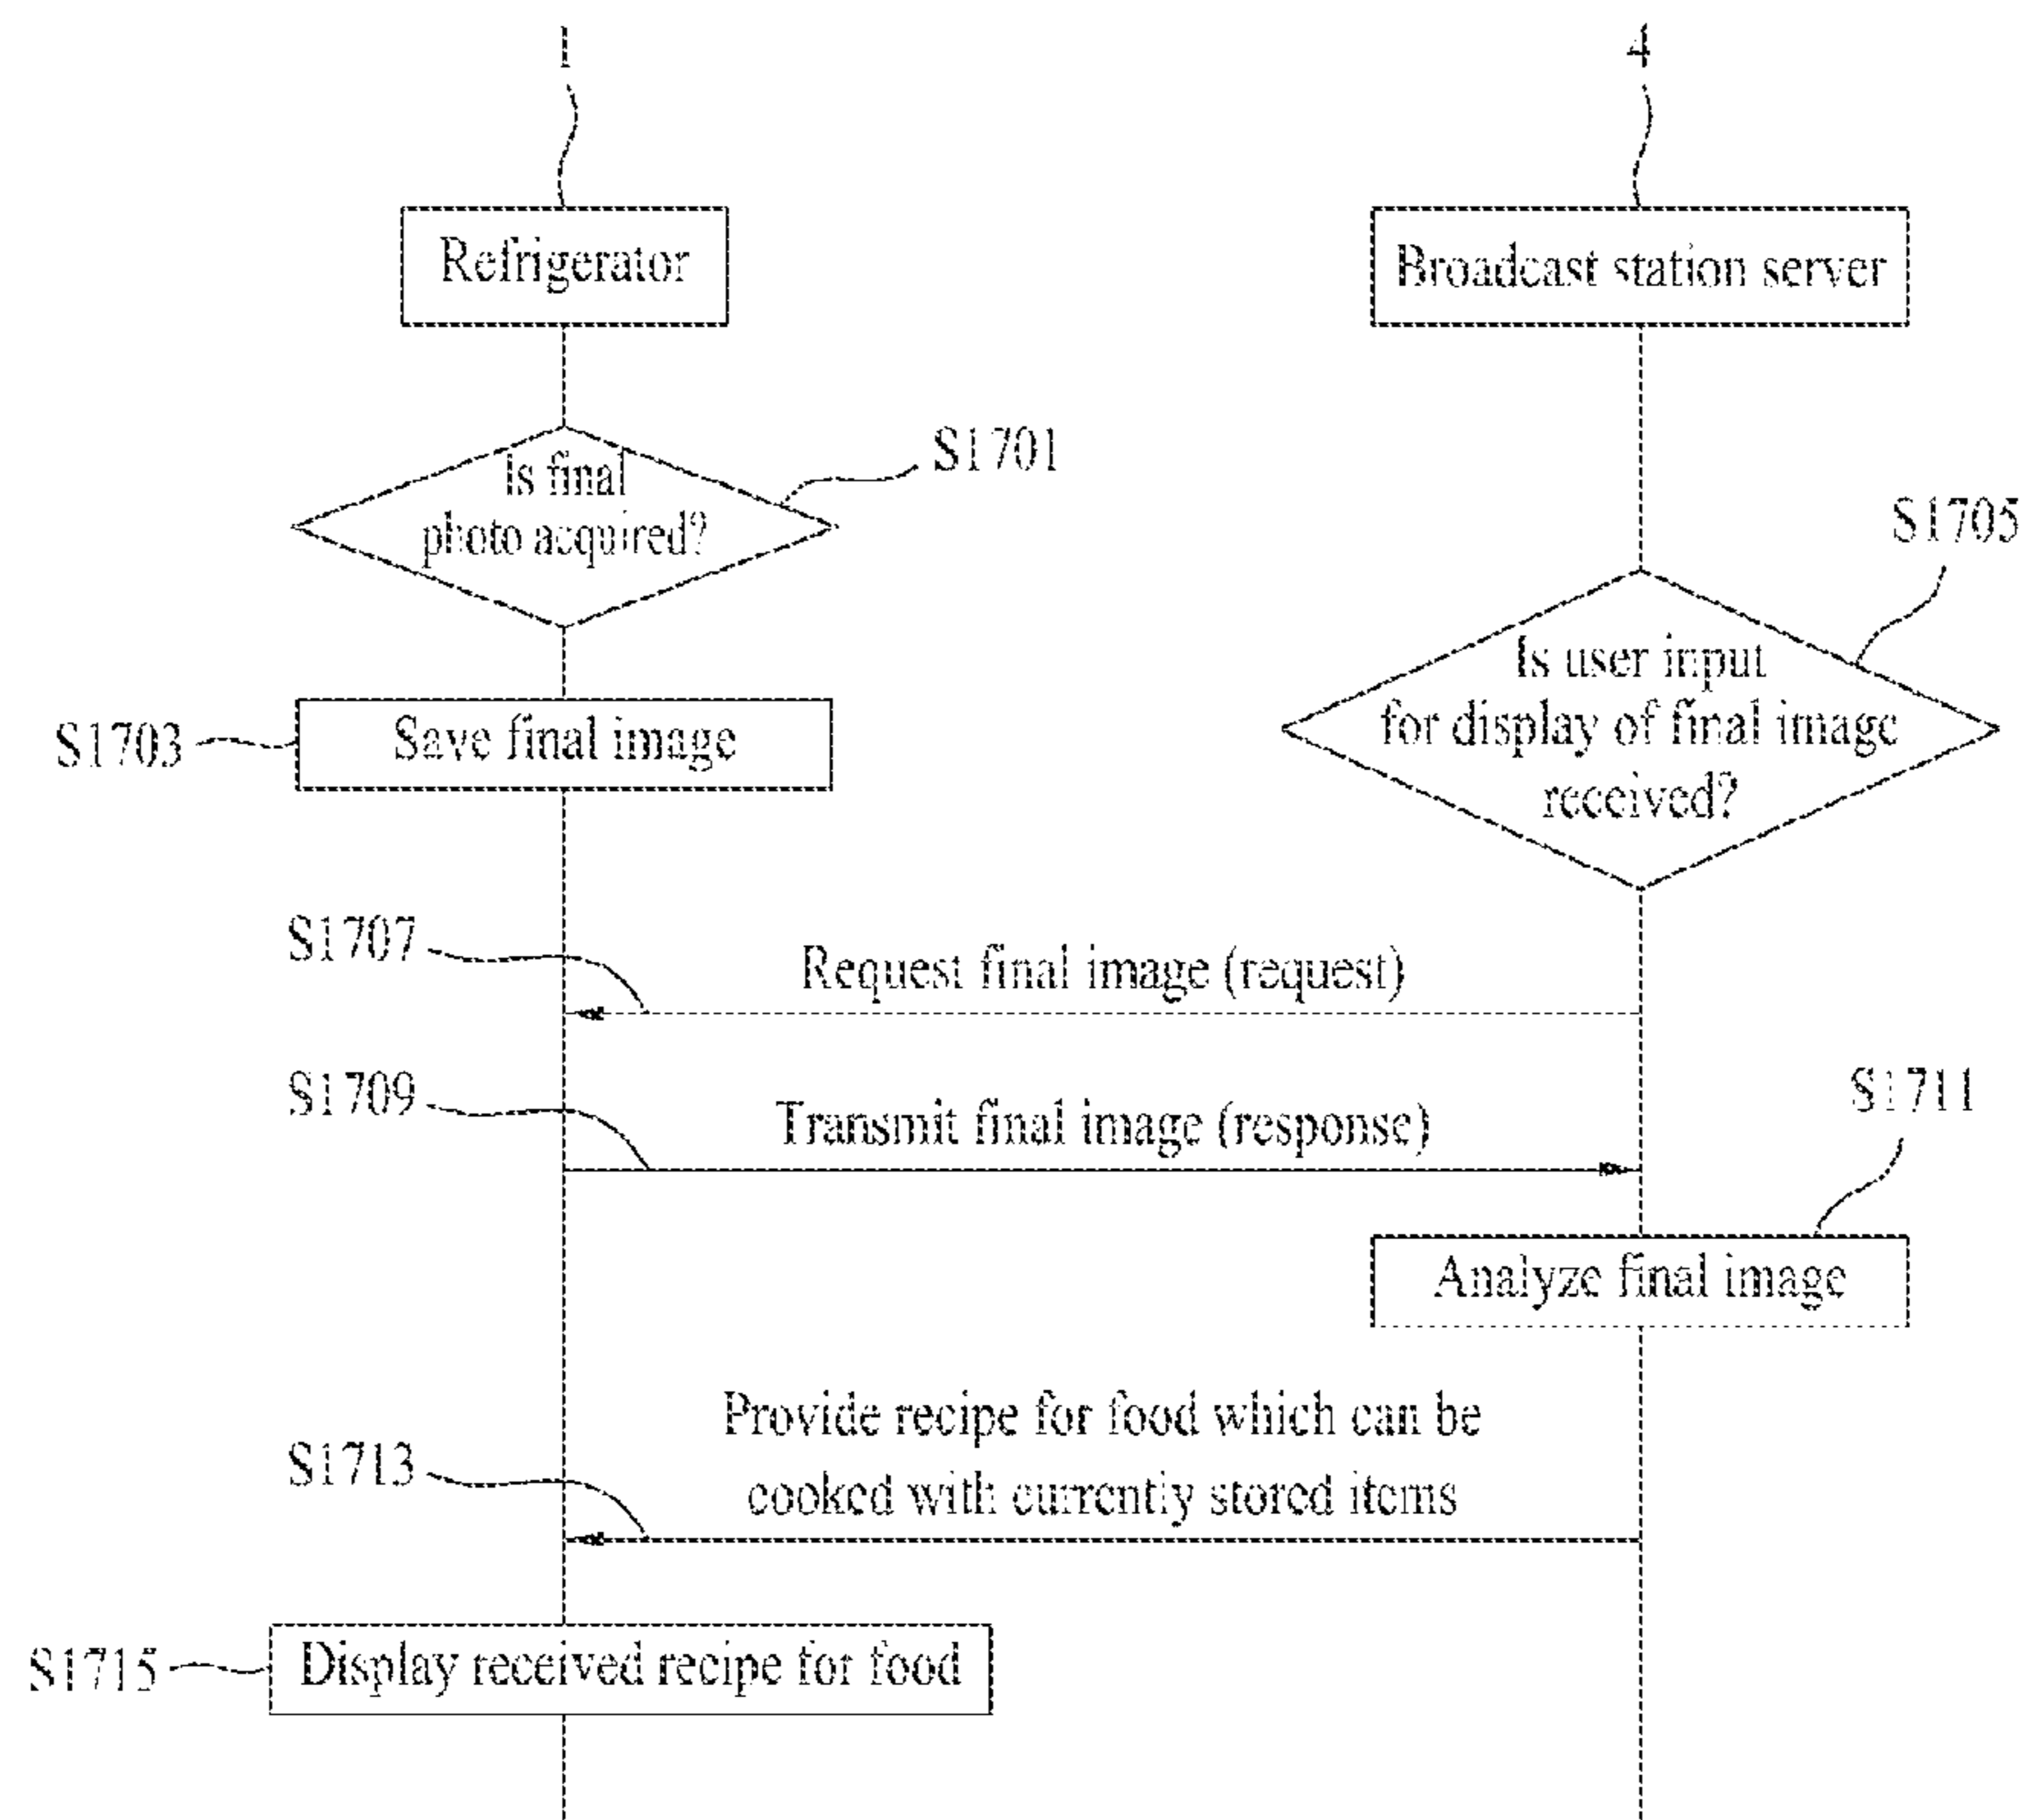 1
4
Refrigerator
Broadcast station server
S1701
Is final
photo acquired?
S1705
Is user input
for display of final image
received?
S1703
Save final image
S1707
Request final image (request)
S1709
Transmit final image (response)
S1711
Analyze final image
Provide recipe for food which can be
cooked with currently stored items
S1713
S1715
Display received recipe for food